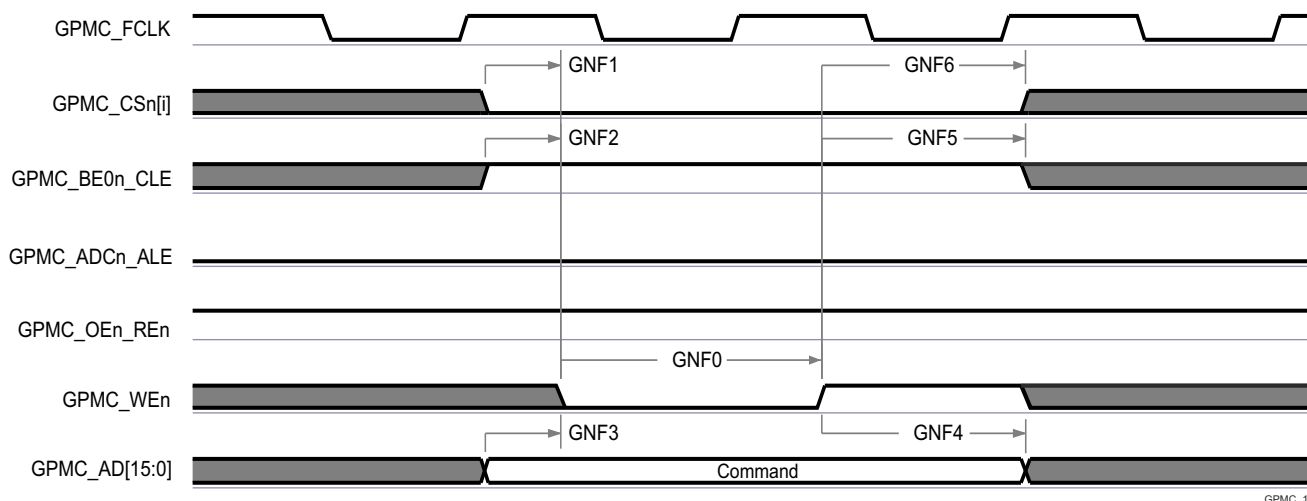 GPMC_FCLK
GNF1
GNF6
GPMC_CSn[i]
GNF2
GNF5
GPMC_BE0n_CLE
GPMC_ADCn_ALE
GPMC_OEn_REn
GNF0
GPMC_WEn
GNF3
GNF4
GPMC_AD[15:0]
Command